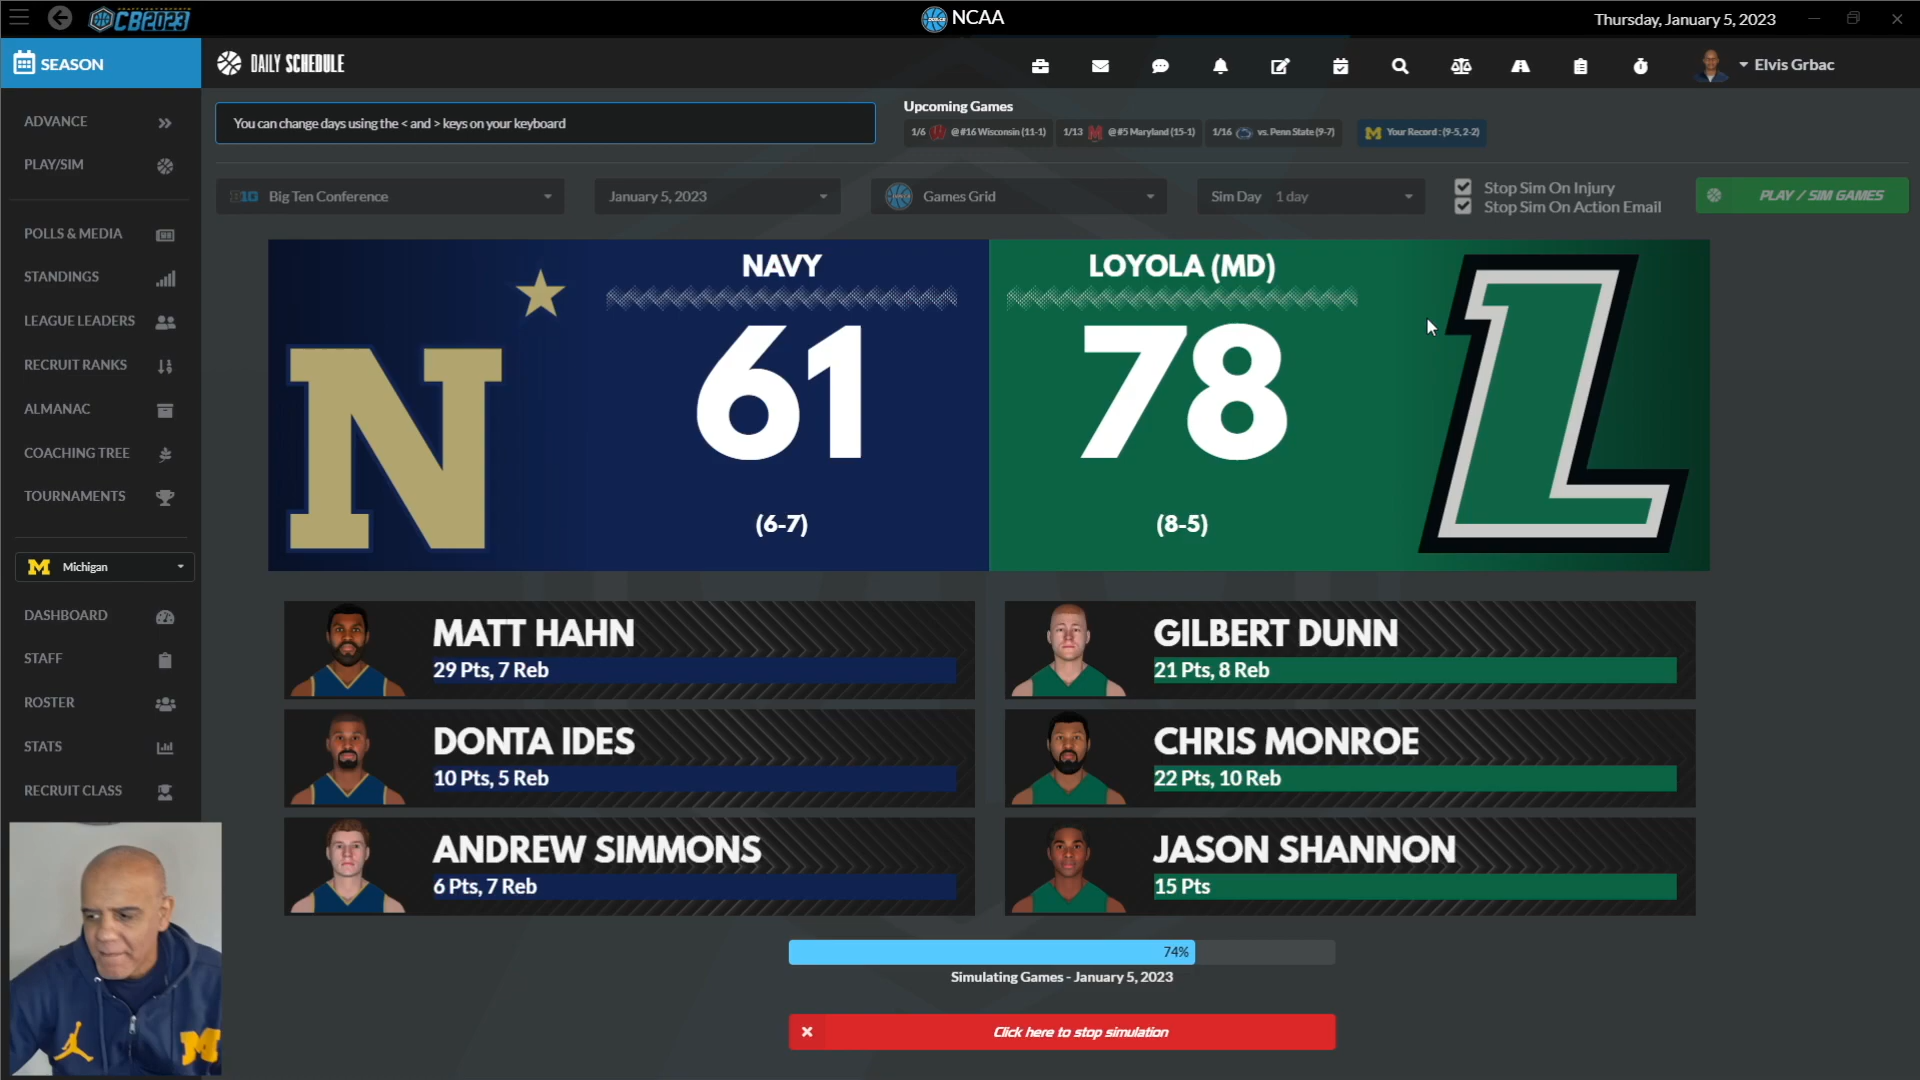 CB2023
NCAA
Thursday, January 5, 2023
SEASON
DAILY SCHEDULE
Elvis Grbac
ADVANCE
PLAY/SIM
POLLS & MEDIA
STANDINGS
LEAGUE LEADERS
RECRUIT RANKS
ALMANAC
COACHING TREE
TOURNAMENTS
M Michigan
DASHBOARD
STAFF
ROSTER
STATS
RECRUIT CLASS
You can change days using the < and > keys on your keyboard
Upcoming Games
1/6 @ #16 Wisconsin (11-1)
1/13 @ #5 Maryland (15-1)
1/16 vs. Penn State (9-7)
M Your Record : (9-5, 2-2)
B1G Big Ten Conference
January 5, 2023
Games Grid
Sim Day 1 day
Stop Sim On Injury
Stop Sim On Action Email
PLAY / SIM GAMES
N
NAVY
61
(6-7)
LOYOLA (MD)
78
(8-5)
L
MATT HAHN
29 Pts, 7 Reb
DONTA IDES
10 Pts, 5 Reb
ANDREW SIMMONS
6 Pts, 7 Reb
GILBERT DUNN
21 Pts, 8 Reb
CHRIS MONROE
22 Pts, 10 Reb
JASON SHANNON
15 Pts
74%
Simulating Games - January 5, 2023
Click here to stop simulation
M